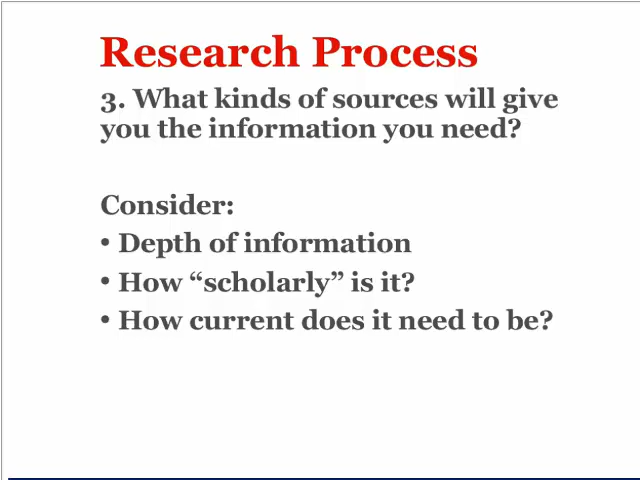 Research Process
3. What kinds of sources will give
you the information you need?
Consider:
• Depth of information
• How “scholarly” is it?
• How current does it need to be?